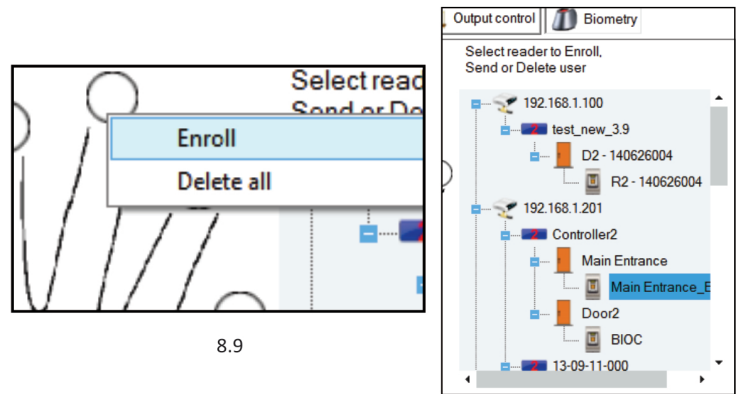 Select read
Send or De
Enroll
Delete all
8.9
Output control
Biometry
Select reader to Enroll,
Send or Delete user
192.168.1.100
test_new_3.9
D2 - 140626004
R2 - 140626004
192.168.1.201
Controller2
Main Entrance
Main Entrance_E
Door2
BIOC
13-09-11-000